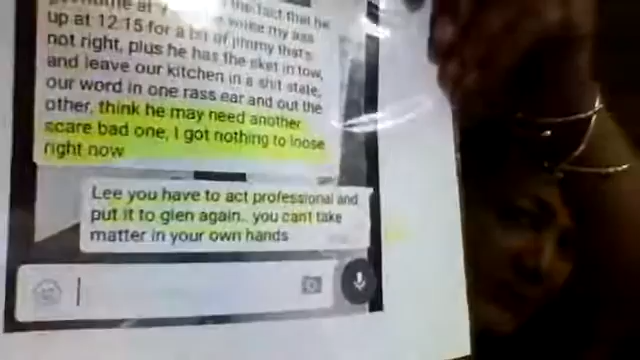 the fact that he
woke my ass
up at 12:15 for a bit of jimmy that's
not right, plus he has the sket in tow,
and leave our kitchen in a shit state,
our word in one rass ear and out the
other, think he may need another
scare bad one, I got nothing to loose
right now
Lee you have to act professional and
put it to glen again.. you cant take
matter in your own hands